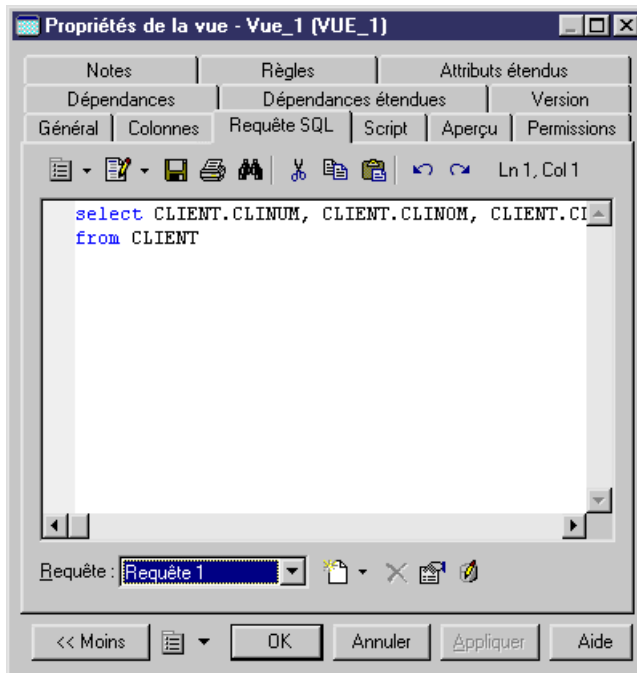 Propriétés de la vue - Vue_1 (VUE_1)
Notes Règles Attributs étendus
Dépendances Dépendances étendues Version
Général Colonnes Requête SQL Script Aperçu Permissions
Ln 1, Col 1
select CLIENT.CLINUM, CLIENT.CLINOM, CLIENT.CI
from CLIENT
Requête : Requête 1
<< Moins OK Annuler Appliquer Aide